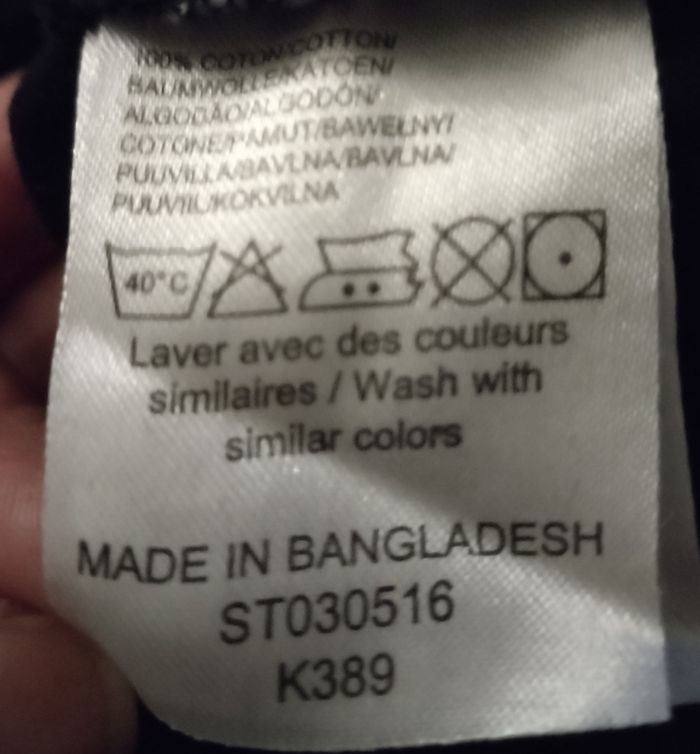 100% COTON/COTTON/
BAUMWOLLE/KATOEN/
ALGODÃO/ALGODÓN/
COTONE/PAMUT/BAWEŁNY/
PUUVILLA/BAVLNA/BAVLNA/
PUUVILL/KOKVILNA
40°C
Laver avec des couleurs
similaires / Wash with
similar colors
MADE IN BANGLADESH
ST030516
K389